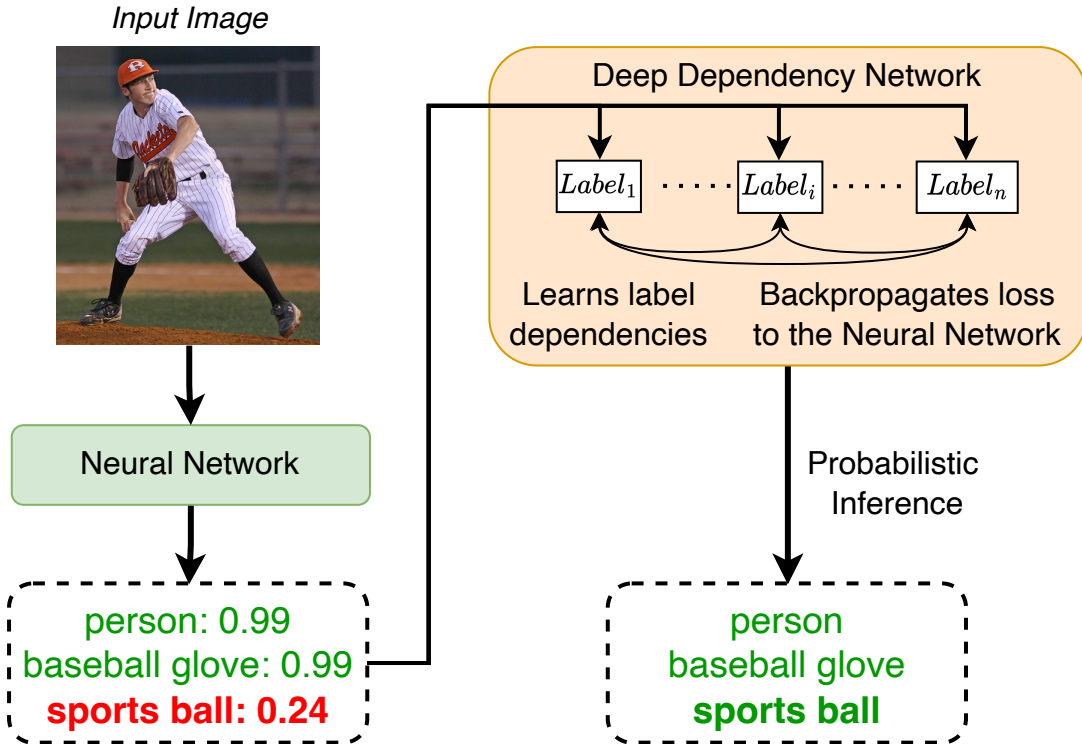 Input Image
Rockets
R
Neural Network
person: 0.99
baseball glove: 0.99
sports ball: 0.24
Deep Dependency Network
Label₁ ...... Labelᵢ ...... Labelₙ
Learns label
dependencies
Backpropagates loss
to the Neural Network
Probabilistic
Inference
person
baseball glove
sports ball